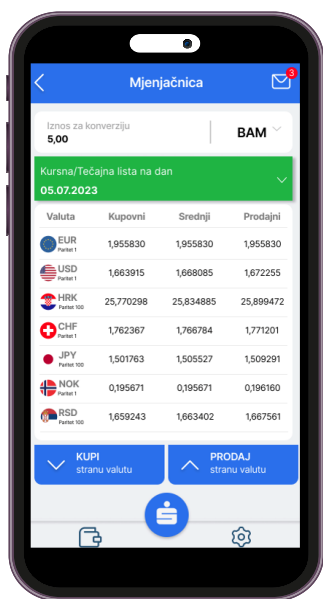 Mjenjačnica
3
Iznos za konverziju
5,00
BAM
Kursna/Tečajna lista na dan
05.07.2023
Valuta Kupovni Srednji Prodajni
EUR 1,955830 1,955830 1,955830
Paritet 1
USD 1,663915 1,668085 1,672255
Paritet 1
HRK 25,770298 25,834885 25,899472
Paritet 100
CHF 1,762367 1,766784 1,771201
Paritet 1
JPY 1,501763 1,505527 1,509291
Paritet 100
NOK 0,195671 0,195671 0,196160
Paritet 1
RSD 1,659243 1,663402 1,667561
Paritet 100
KUPI
stranu valutu
PRODAJ
stranu valutu